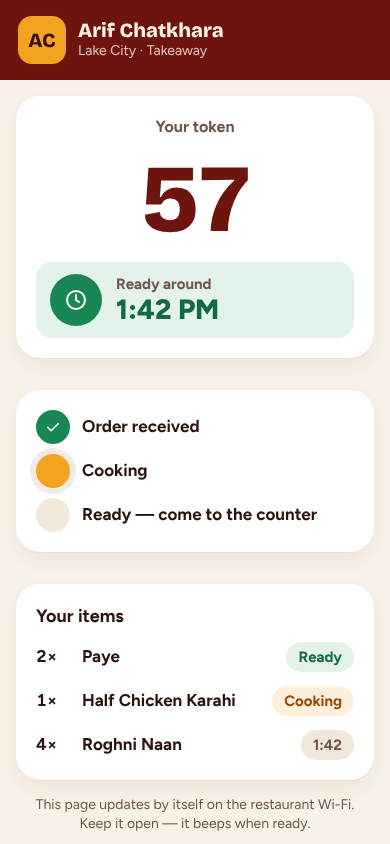 AC
Arif Chatkhara
Lake City · Takeaway
Your token
57
Ready around
1:42 PM
Order received
Cooking
Ready — come to the counter
Your items
2× Paye Ready
1× Half Chicken Karahi Cooking
4× Roghni Naan 1:42
This page updates by itself on the restaurant Wi-Fi.
Keep it open — it beeps when ready.